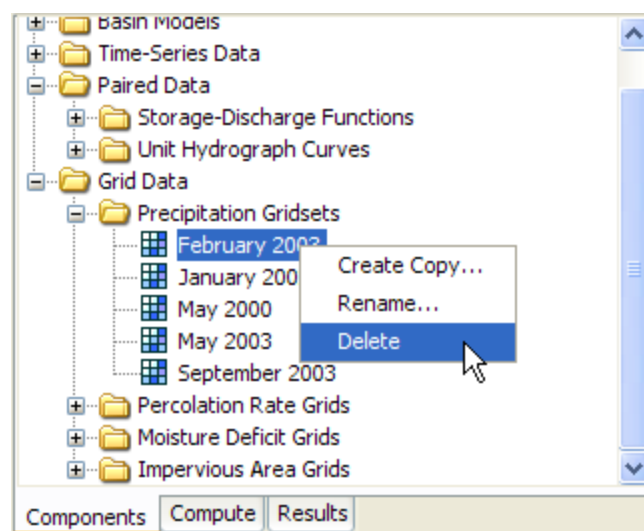 Basin Models
Time-Series Data
Paired Data
Storage-Discharge Functions
Unit Hydrograph Curves
Grid Data
Precipitation Gridsets
February 2003
Create Copy...
January 200
May 2000
Rename...
May 2003
Delete
September 2003
Percolation Rate Grids
Moisture Deficit Grids
Impervious Area Grids
Components Compute Results